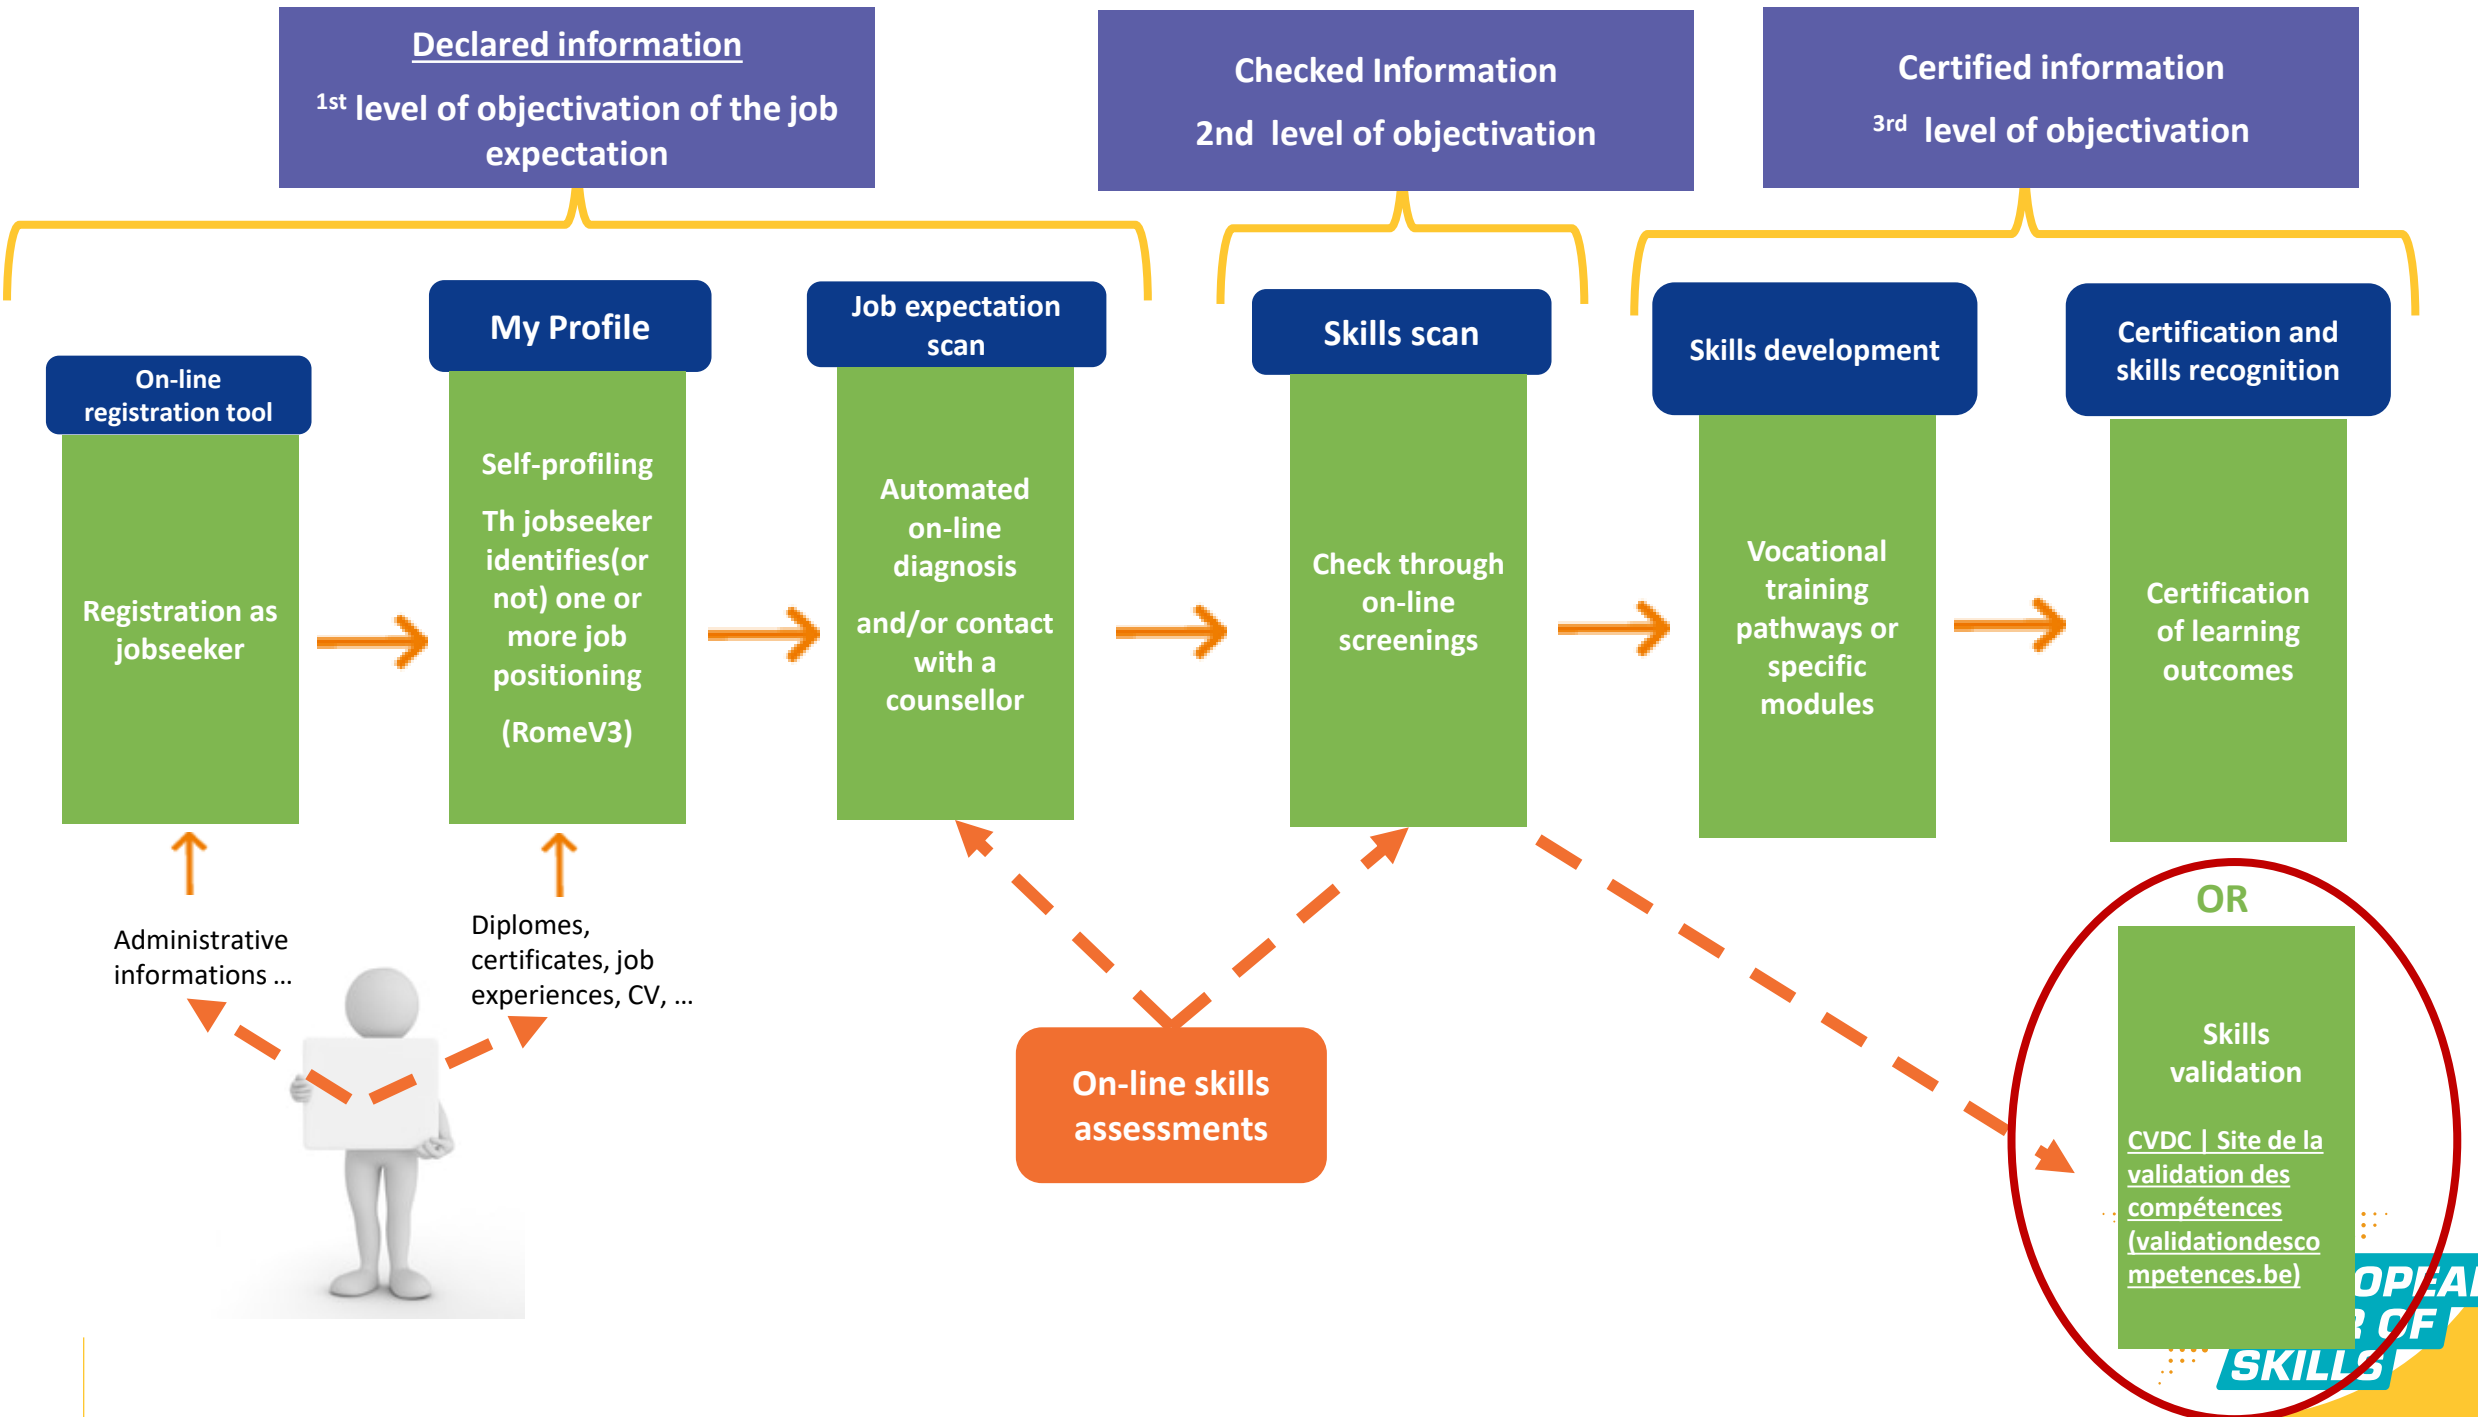 Declared information
1st level of objectivation of the job
expectation
Checked Information
2nd level of objectivation
Certified information
3rd level of objectivation
On-line
registration tool
Registration as
jobseeker
My Profile
Self-profiling
Th jobseeker
identifies(or
not) one or
more job
positioning
(RomeV3)
Job expectation
scan
Automated
on-line
diagnosis
and/or contact
with a
counsellor
Skills scan
Check through
on-line
screenings
Skills development
Vocational
training
pathways or
specific
modules
Certification and
skills recognition
Certification
of learning
outcomes
Administrative
informations ...
Diplomes,
certificates, job
experiences, CV, ...
On-line skills
assessments
OR
Skills
validation
CVDC | Site de la
validation des
compétences
(validationdesco
mpetences.be)
OF
SKILLS